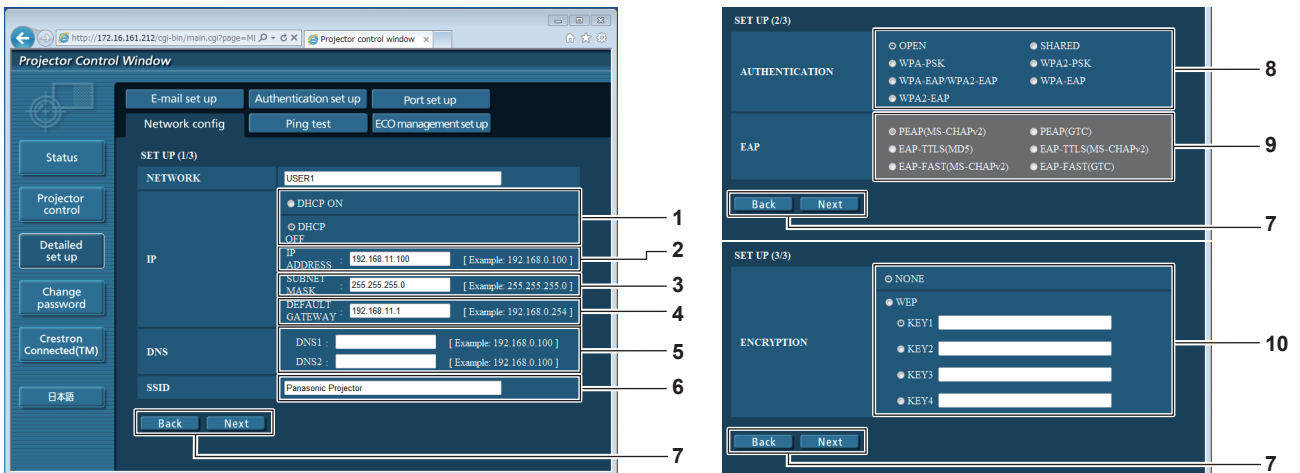 http://172.16.161.212/cgi-bin/main.cgi?page=MI
Projector control window
Projector Control Window
E-mail set up
Authentication set up
Port set up
Network config
Ping test
ECO management set up
Status
Projector
control
Detailed
set up
Change
password
Crestron
Connected(TM)
日本語
SET UP (1/3)
NETWORK
USER1
IP
DHCP ON
DHCP
OFF
1
IP
ADDRESS : 192.168.11.100 [ Example: 192.168.0.100 ]
2
SUBNET
MASK : 255.255.255.0 [ Example: 255.255.255.0 ]
3
DEFAULT
GATEWAY : 192.168.11.1 [ Example: 192.168.0.254 ]
4
DNS
DNS1 : [ Example: 192.168.0.100 ]
DNS2 : [ Example: 192.168.0.100 ]
5
SSID
Panasonic Projector
6
Back Next
7
SET UP (2/3)
AUTHENTICATION
OPEN SHARED
WPA-PSK WPA2-PSK
WPA-EAP/WPA2-EAP WPA-EAP
WPA2-EAP
8
EAP
PEAP(MS-CHAPv2) PEAP(GTC)
EAP-TTLS(MD5) EAP-TTLS(MS-CHAPv2)
EAP-FAST(MS-CHAPv2) EAP-FAST(GTC)
9
Back Next
7
SET UP (3/3)
ENCRYPTION
NONE
WEP
KEY1
KEY2
KEY3
KEY4
10
Back Next
7